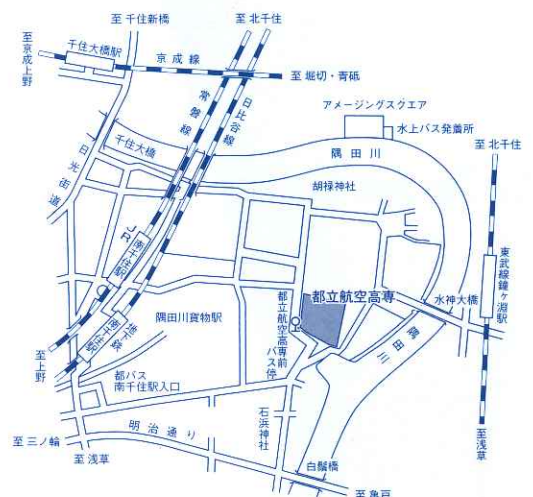 至 千住新橋
至 北千住
至京成上野
千住大橋駅
京成線
至 堀切・青砥
常磐線
日比谷線
アメージングスクエア
水上バス発着所
千住大橋
隅田川
至 北千住
日光街道
胡禄神社
JR南千住駅
東武線鐘ヶ淵駅
都立航空高専
隅田川貨物駅
都立航空高専前バス停
水神大橋
地下鉄南千住駅
隅田川
至上野
都バス
南千住駅入口
石浜神社
至 三ノ輪
明治通り
至 浅草
白鬚橋
至浅草
至 亀戸